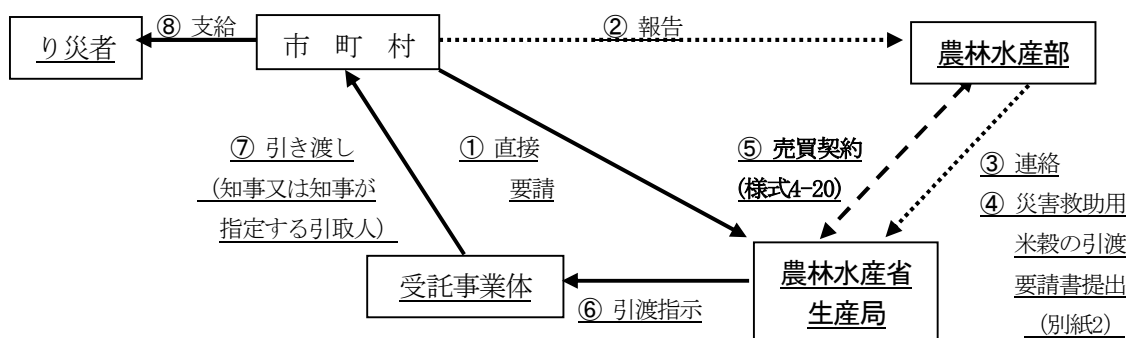 ⑧ 支給
り災者
市 町 村
② 報告
農林水産部
⑦ 引き渡し
(知事又は知事が
指定する引取人)
① 直接
要請
⑤ 売買契約
(様式4-20)
③ 連絡
④ 災害救助用
米穀の引渡
要請書提出
(別紙2)
受託事業体
⑥ 引渡指示
農林水産省
生産局